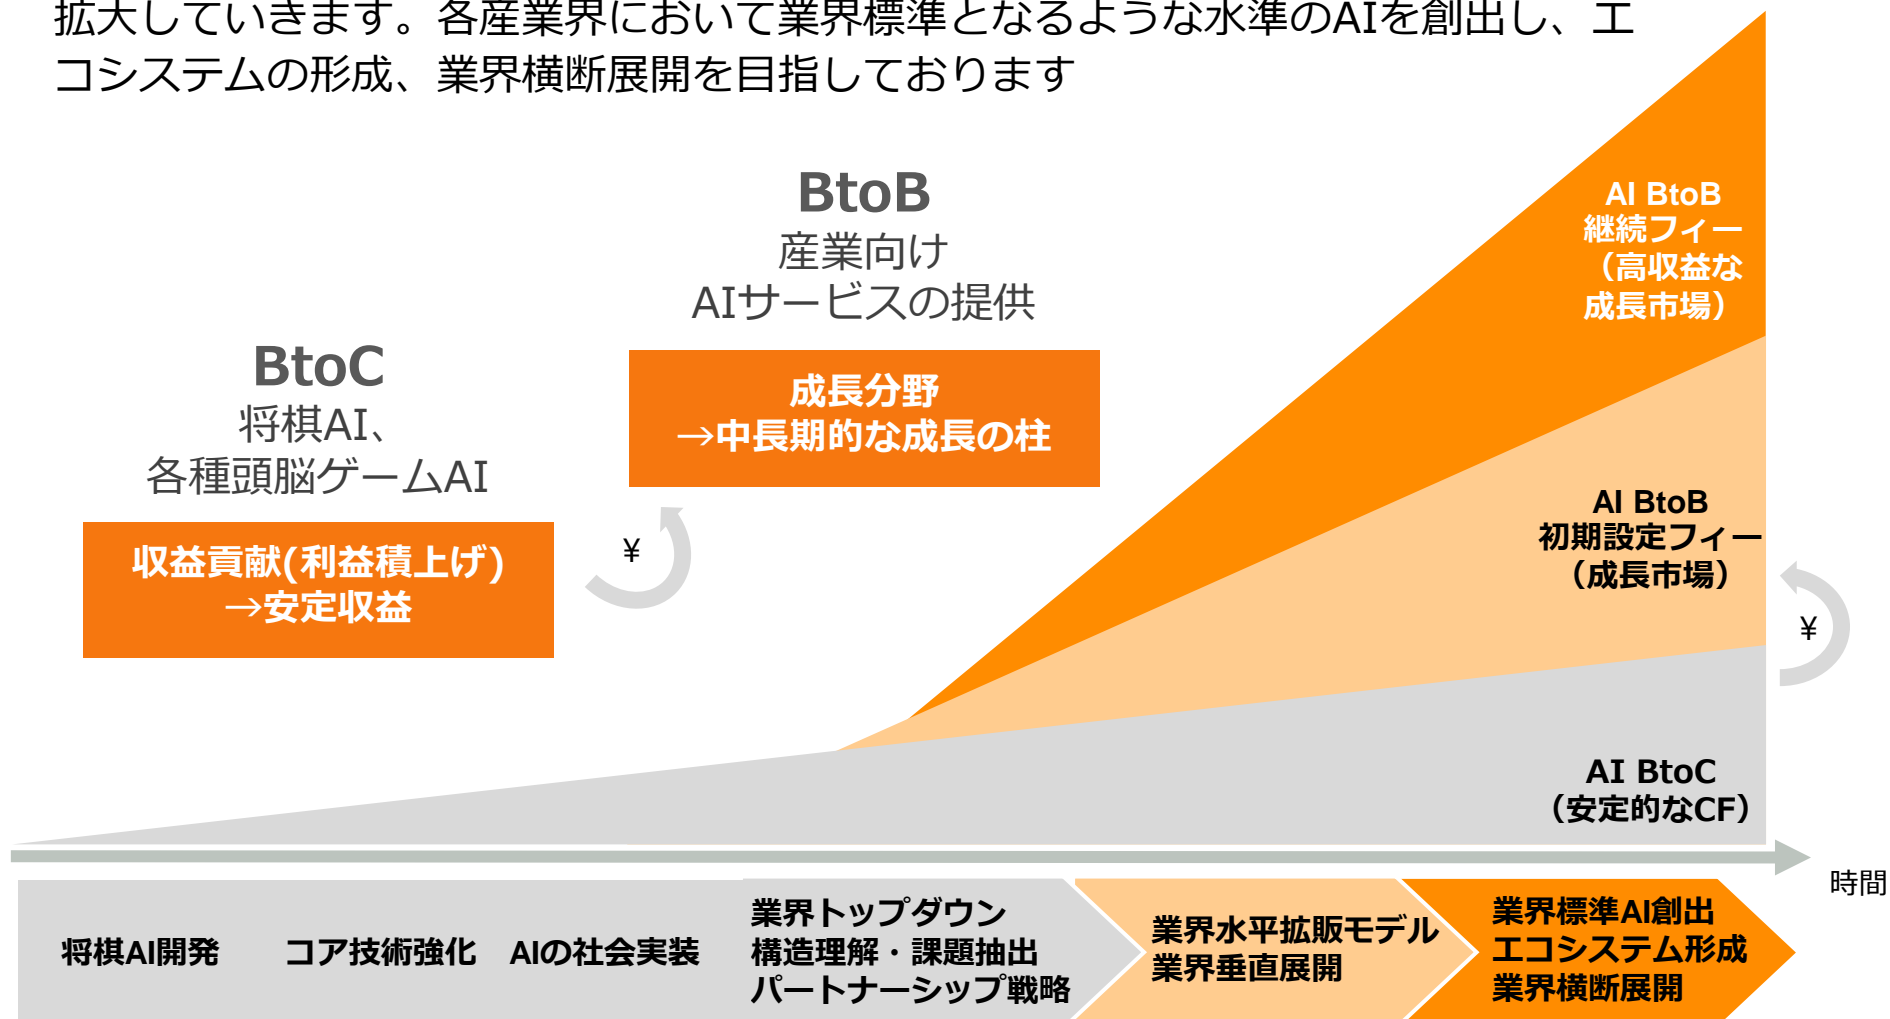 拡大していきます。各産業界において業界標準となるような水準のAIを創出し、エ
コシステムの形成、業界横断展開を目指しております
BtoB
産業向け
AIサービスの提供
成長分野
→中長期的な成長の柱
BtoC
将棋AI、
各種頭脳ゲームAI
収益貢献(利益積上げ)
→安定収益
¥
AI BtoB
継続フィー
（高収益な
成長市場）
AI BtoB
初期設定フィー
（成長市場）
¥
AI BtoC
（安定的なCF）
時間
将棋AI開発
コア技術強化
AIの社会実装
業界トップダウン
構造理解・課題抽出
パートナーシップ戦略
業界水平拡販モデル
業界垂直展開
業界標準AI創出
エコシステム形成
業界横断展開